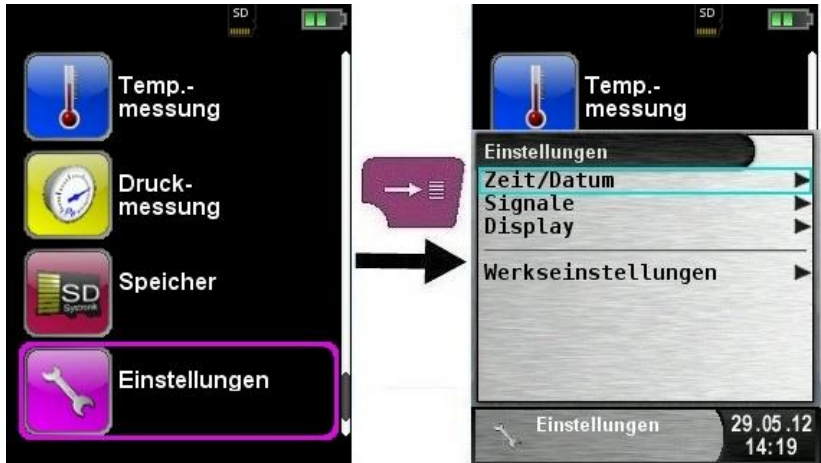 SD
Temp.-
messung
Druck-
messung
SD
Speicher
Einstellungen
SD
Temp.-
messung
Einstellungen
Zeit/Datum
Signale
Display
Werkseinstellungen
Einstellungen
29.05.12
14:19